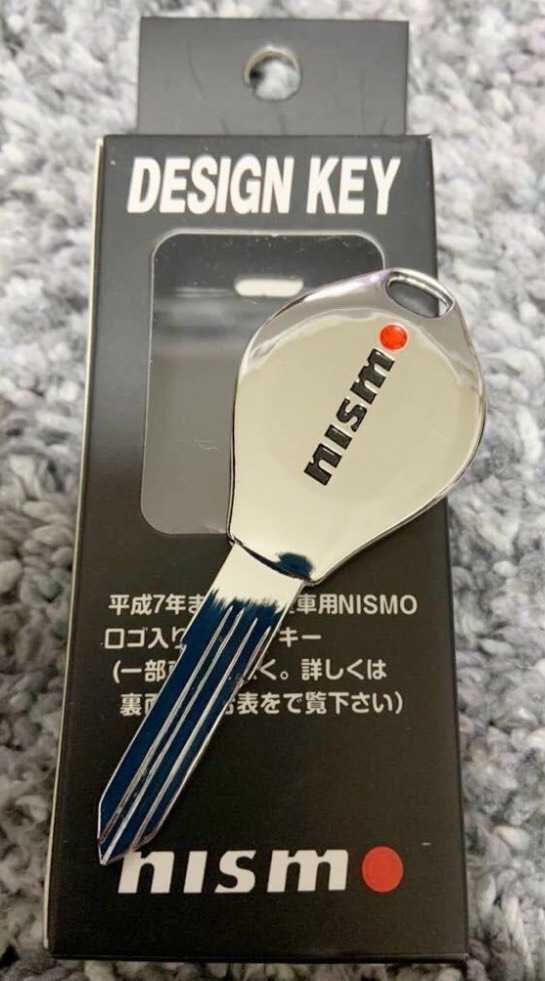 DESIGN KEY
nismo
平成7年ま 車用NISMO
ロゴ入り キー
(一部 く。詳しくは
裏面 表をで覧下さい)
nismo